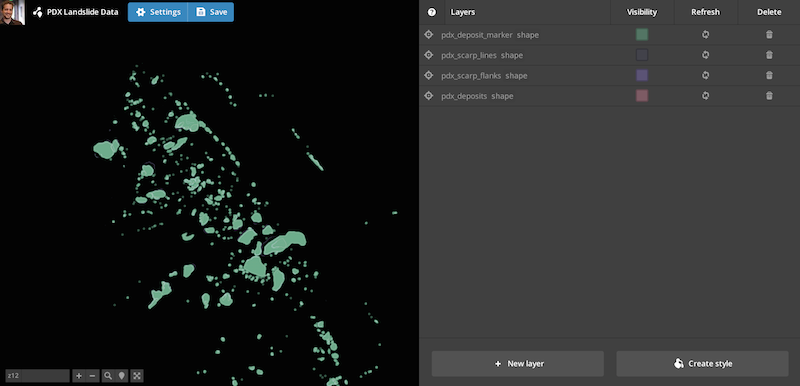 PDX Landslide Data Settings Save
Layers Visibility Refresh Delete
pdx_deposit_marker shape
pdx_scarp_lines shape
pdx_scarp_flanks shape
pdx_deposits shape
z12
New layer Create style